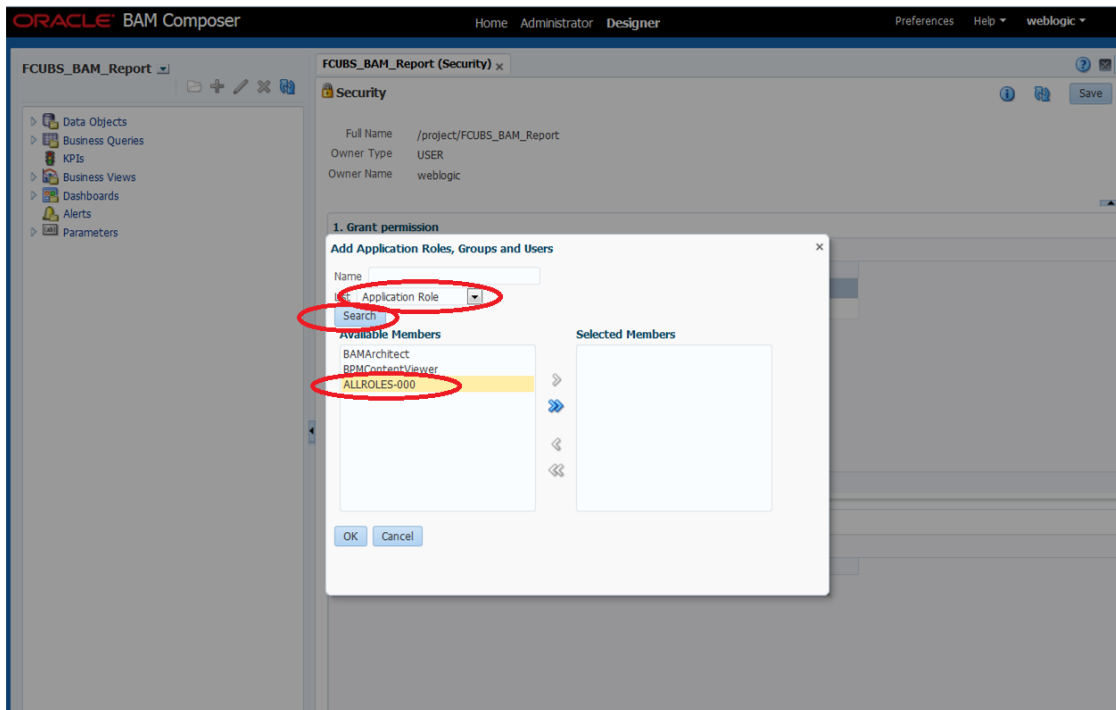 ORACLE BAM Composer
Home Administrator Designer
Preferences Help weblogic
FCUBS_BAM_Report
Data Objects
Business Queries
KPIs
Business Views
Dashboards
Alerts
Parameters
FCUBS_BAM_Report (Security) x
Security
Save
Full Name /project/FCUBS_BAM_Report
Owner Type USER
Owner Name weblogic
1. Grant permission
Add Application Roles, Groups and Users
Name
List Application Role
Search
Available Members
BAMArchitect
BPMContentViewer
ALLROLES-000
Selected Members
OK Cancel